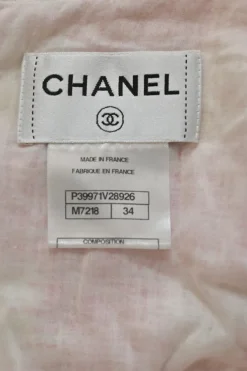 CHANEL
MADE IN FRANCE
FABRIQUE EN FRANCE
P39971V28926
M7218 34
COMPOSITION